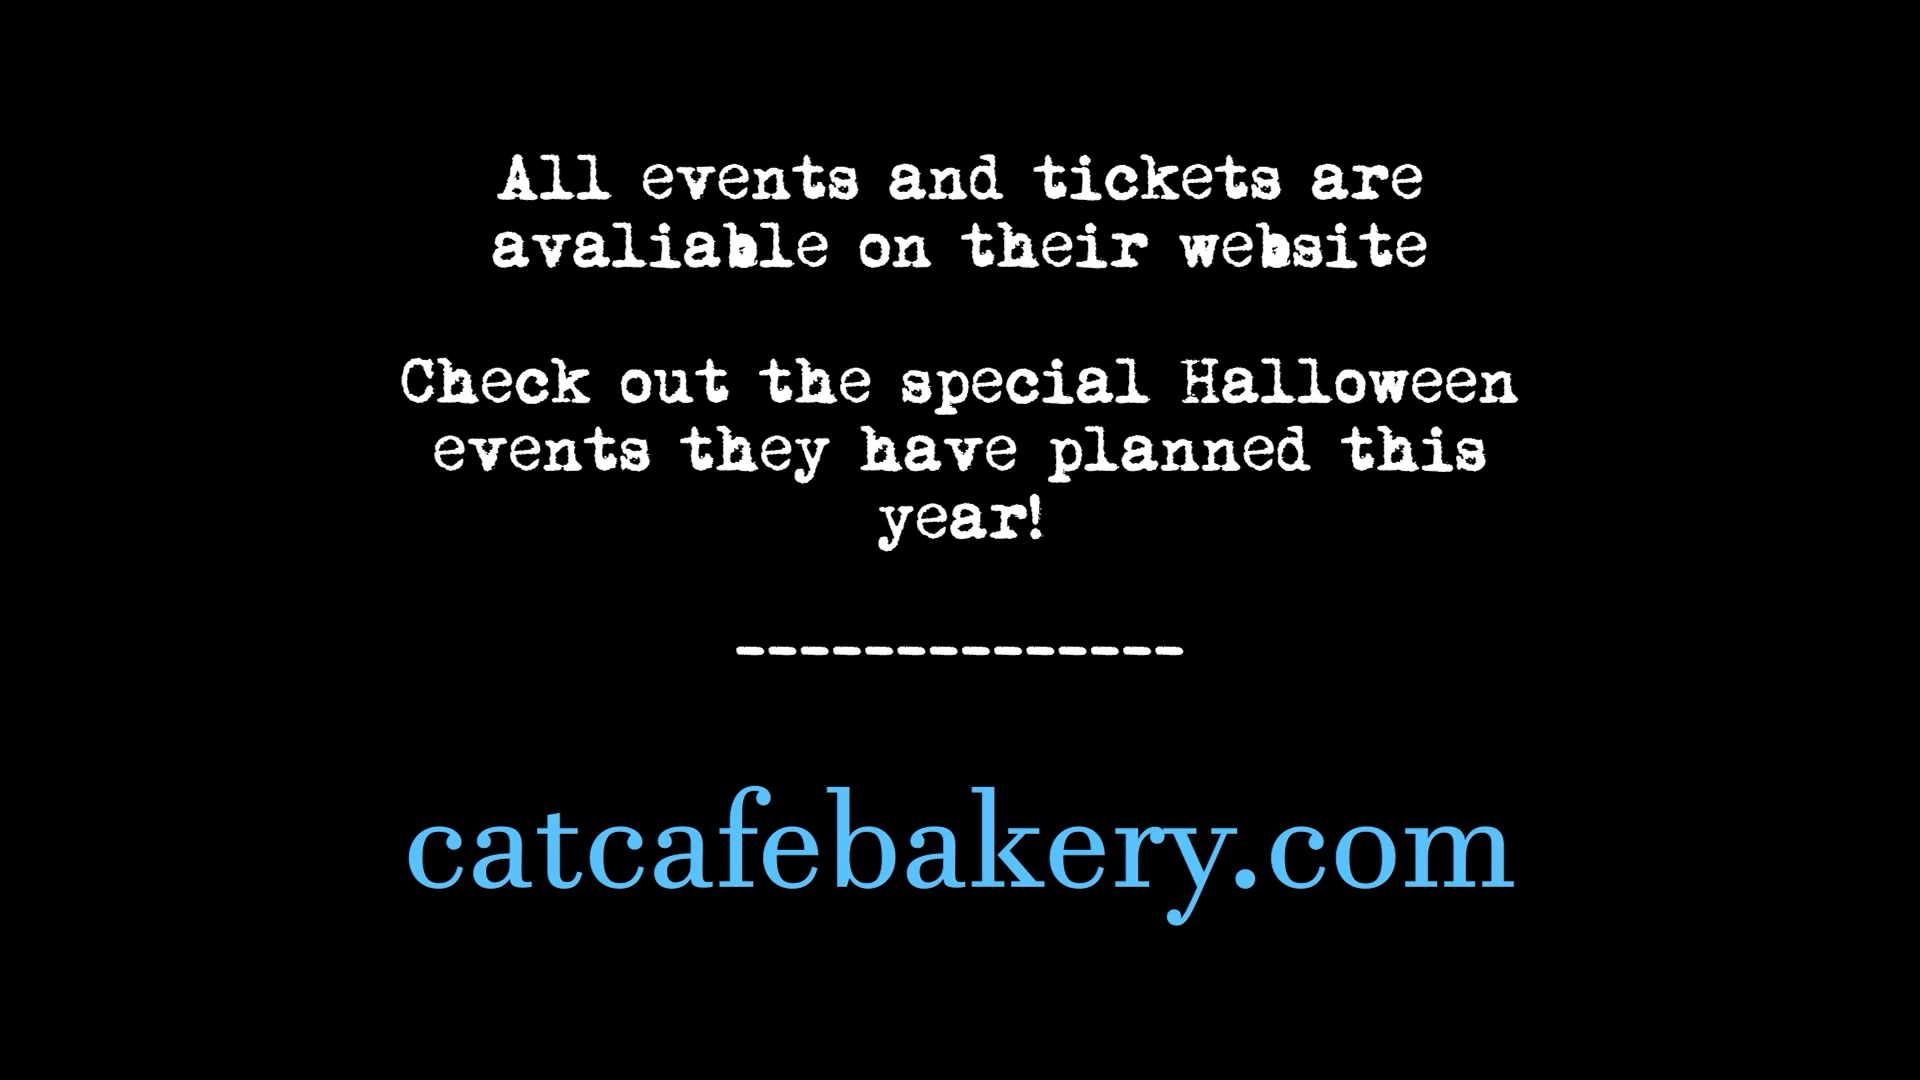 All events and tickets are
avaliable on their website
Check out the special Halloween
events they have planned this
year!
--------------
catcafebakery.com